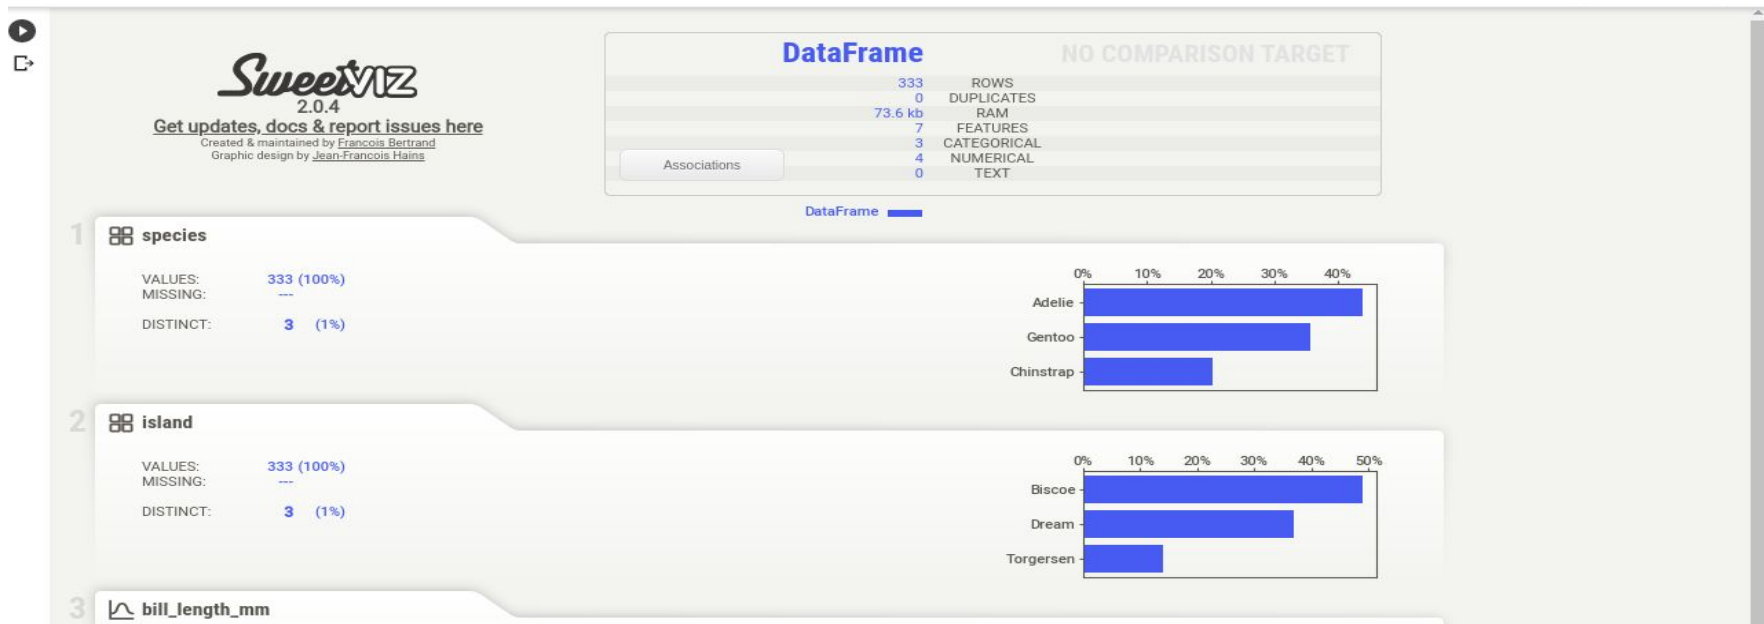 SweetVIZ
2.0.4
Get updates, docs & report issues here
Created & maintained by Francois Bertrand
Graphic design by Jean-Francois Hains
DataFrame NO COMPARISON TARGET
333 ROWS
0 DUPLICATES
73.6 kb RAM
7 FEATURES
3 CATEGORICAL
4 NUMERICAL
0 TEXT
Associations
DataFrame
1 species
VALUES: 333 (100%)
MISSING: ---
DISTINCT: 3 (1%)
0% 10% 20% 30% 40%
Adelie
Gentoo
Chinstrap
2 island
VALUES: 333 (100%)
MISSING: ---
DISTINCT: 3 (1%)
0% 10% 20% 30% 40% 50%
Biscoe
Dream
Torgersen
3 bill_length_mm